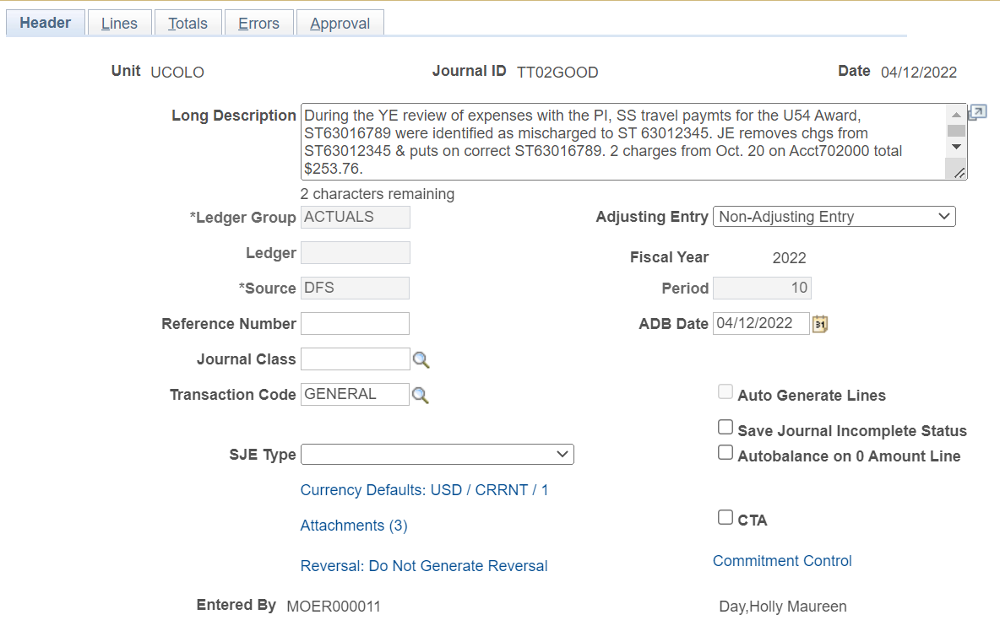 Header Lines Totals Errors Approval
Unit UCOLO Journal ID TT02GOOD Date 04/12/2022
Long Description During the YE review of expenses with the PI, SS travel paymts for the U54 Award,
ST63016789 were identified as mischarged to ST 63012345. JE removes chgs from
ST63012345 & puts on correct ST63016789. 2 charges from Oct. 20 on Acct702000 total
$253.76.
2 characters remaining
*Ledger Group ACTUALS Adjusting Entry Non-Adjusting Entry
Ledger Fiscal Year 2022
*Source DFS Period 10
Reference Number ADB Date 04/12/2022 31
Journal Class
Transaction Code GENERAL Auto Generate Lines
Save Journal Incomplete Status
SJE Type Autobalance on 0 Amount Line
Currency Defaults: USD / CRRNT / 1
Attachments (3) CTA
Reversal: Do Not Generate Reversal Commitment Control
Entered By MOER000011 Day,Holly Maureen